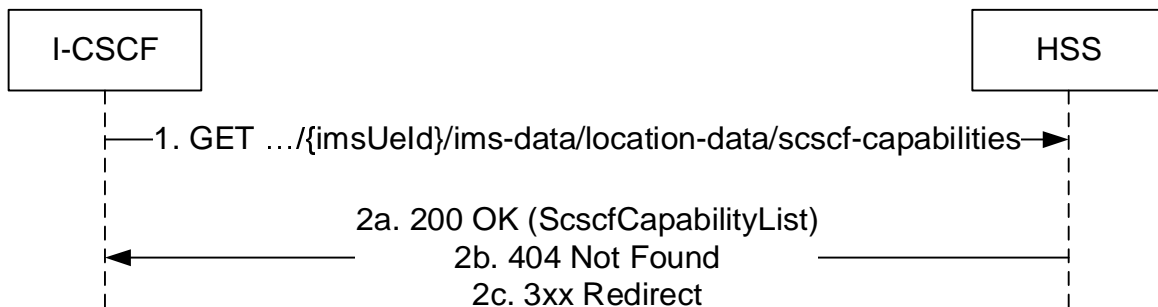 I-CSCF
HSS
1. GET …/{imsUeId}/ims-data/location-data/scscf-capabilities
2a. 200 OK (ScscfCapabilityList)
2b. 404 Not Found
2c. 3xx Redirect